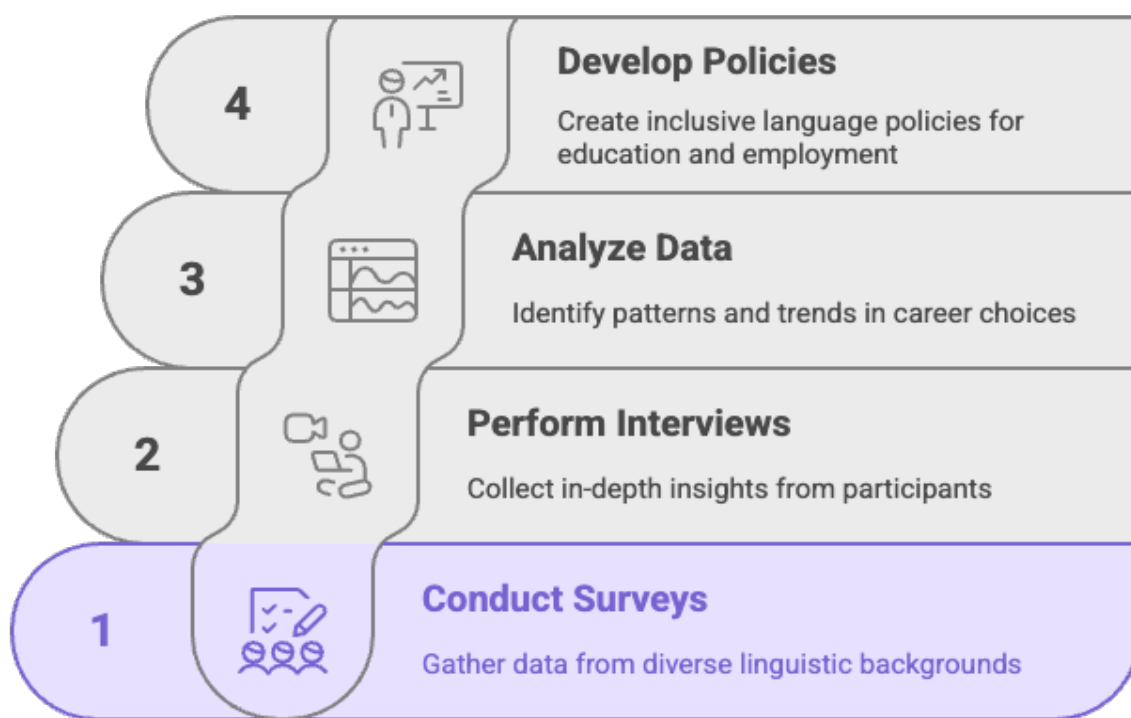 4
Develop Policies
Create inclusive language policies for
education and employment
3
Analyze Data
Identify patterns and trends in career choices
2
Perform Interviews
Collect in-depth insights from participants
1
Conduct Surveys
Gather data from diverse linguistic backgrounds